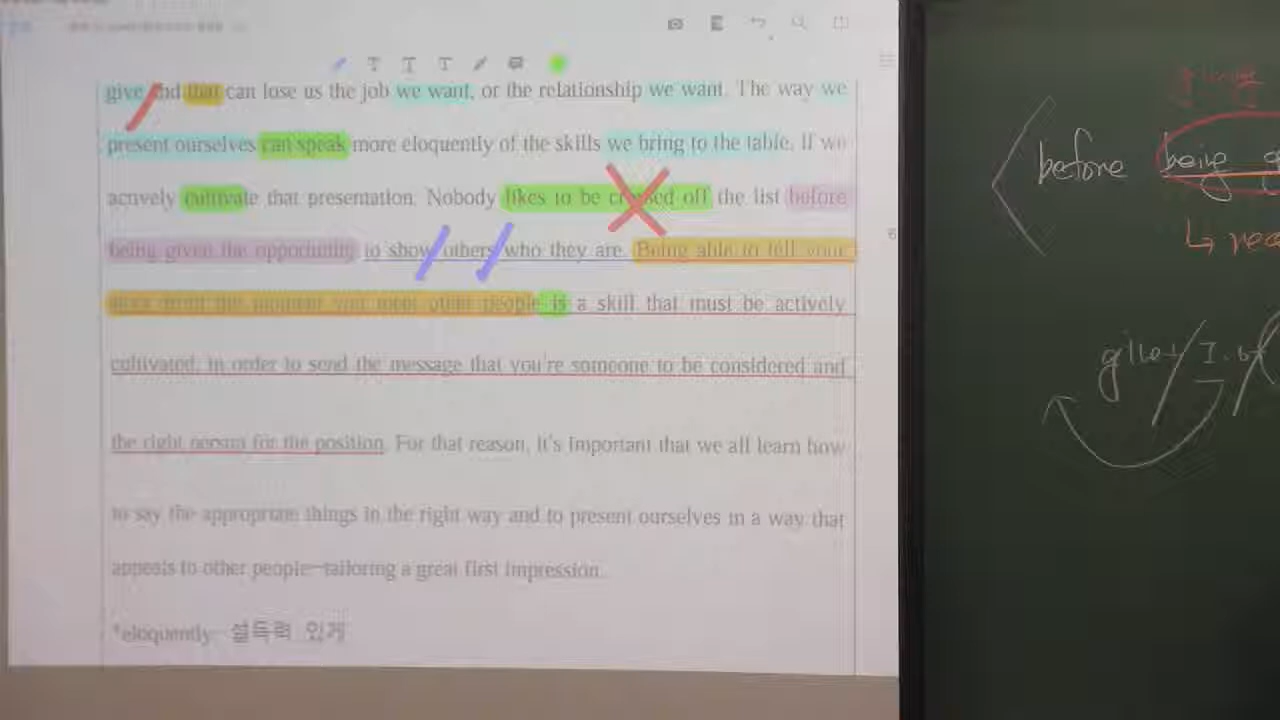 give and that can lose us the job we want, or the relationship we want. The way we
present ourselves can speak more eloquently of the skills we bring to the table. If we
actively cultivate that presentation. Nobody likes to be crossed off the list before
being given the opportunity to show others who they are. Being able to tell your
story from the moment you meet other people is a skill that must be actively
cultivated, in order to send the message that you're someone to be considered and
the right person for the position. For that reason, it's important that we all learn how
to say the appropriate things in the right way and to present ourselves in a way that
appeals to other people—tailoring a great first impression.
*eloquently 설득력 있게
before being
give